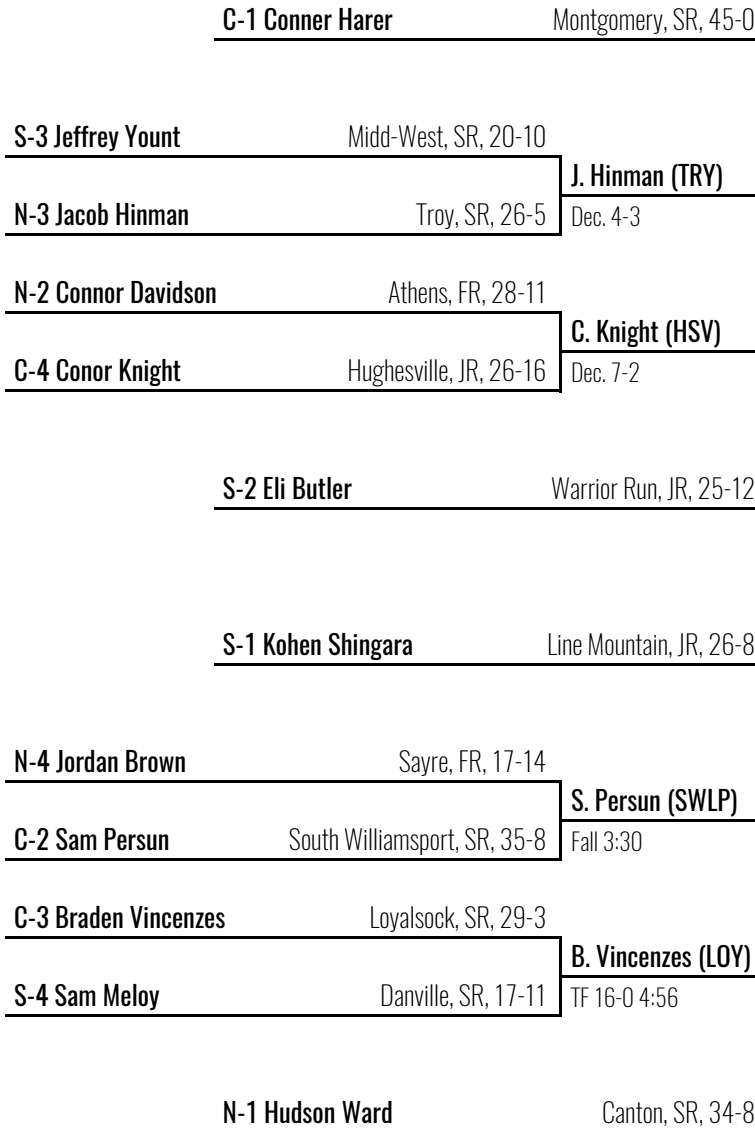 C-1 Conner Harer Montgomery, SR, 45-0
S-3 Jeffrey Yount Midd-West, SR, 20-10
J. Hinman (TRY)
N-3 Jacob Hinman Troy, SR, 26-5
Dec. 4-3
N-2 Connor Davidson Athens, FR, 28-11
C. Knight (HSV)
C-4 Conor Knight Hughesville, JR, 26-16
Dec. 7-2
S-2 Eli Butler Warrior Run, JR, 25-12
S-1 Kohen Shingara Line Mountain, JR, 26-8
N-4 Jordan Brown Sayre, FR, 17-14
S. Persun (SWLP)
C-2 Sam Persun South Williamsport, SR, 35-8
Fall 3:30
C-3 Braden Vincenzes Loyalsock, SR, 29-3
B. Vincenzes (LOY)
S-4 Sam Meloy Danville, SR, 17-11
TF 16-0 4:56
N-1 Hudson Ward Canton, SR, 34-8